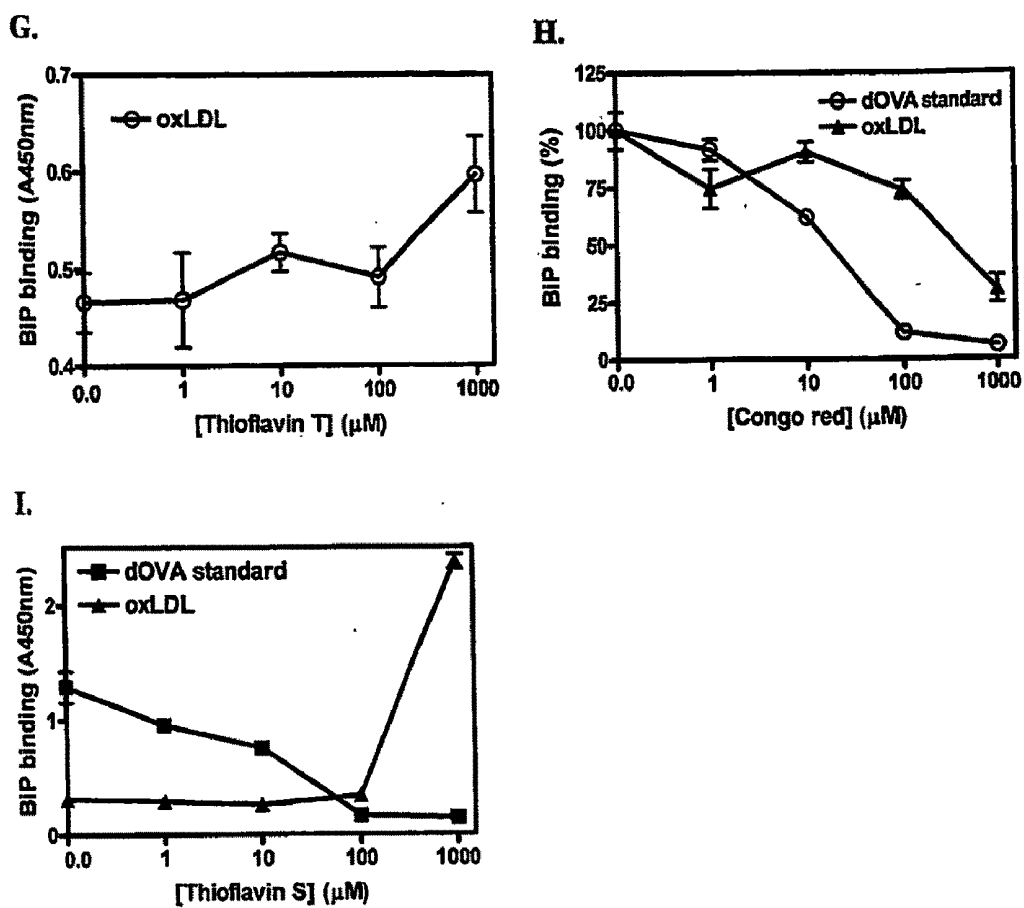 G.
0.7
0.6
0.5
0.4
BiP binding (A450nm)
oxLDL
0.0 1 10 100 1000
[Thioflavin T] (µM)
H.
125
100
75
50
25
0
BiP binding (%)
dOVA standard
oxLDL
0.0 1 10 100 1000
[Congo red] (µM)
I.
2
1
0
BiP binding (A450nm)
dOVA standard
oxLDL
0.0 1 10 100 1000
[Thioflavin S] (µM)